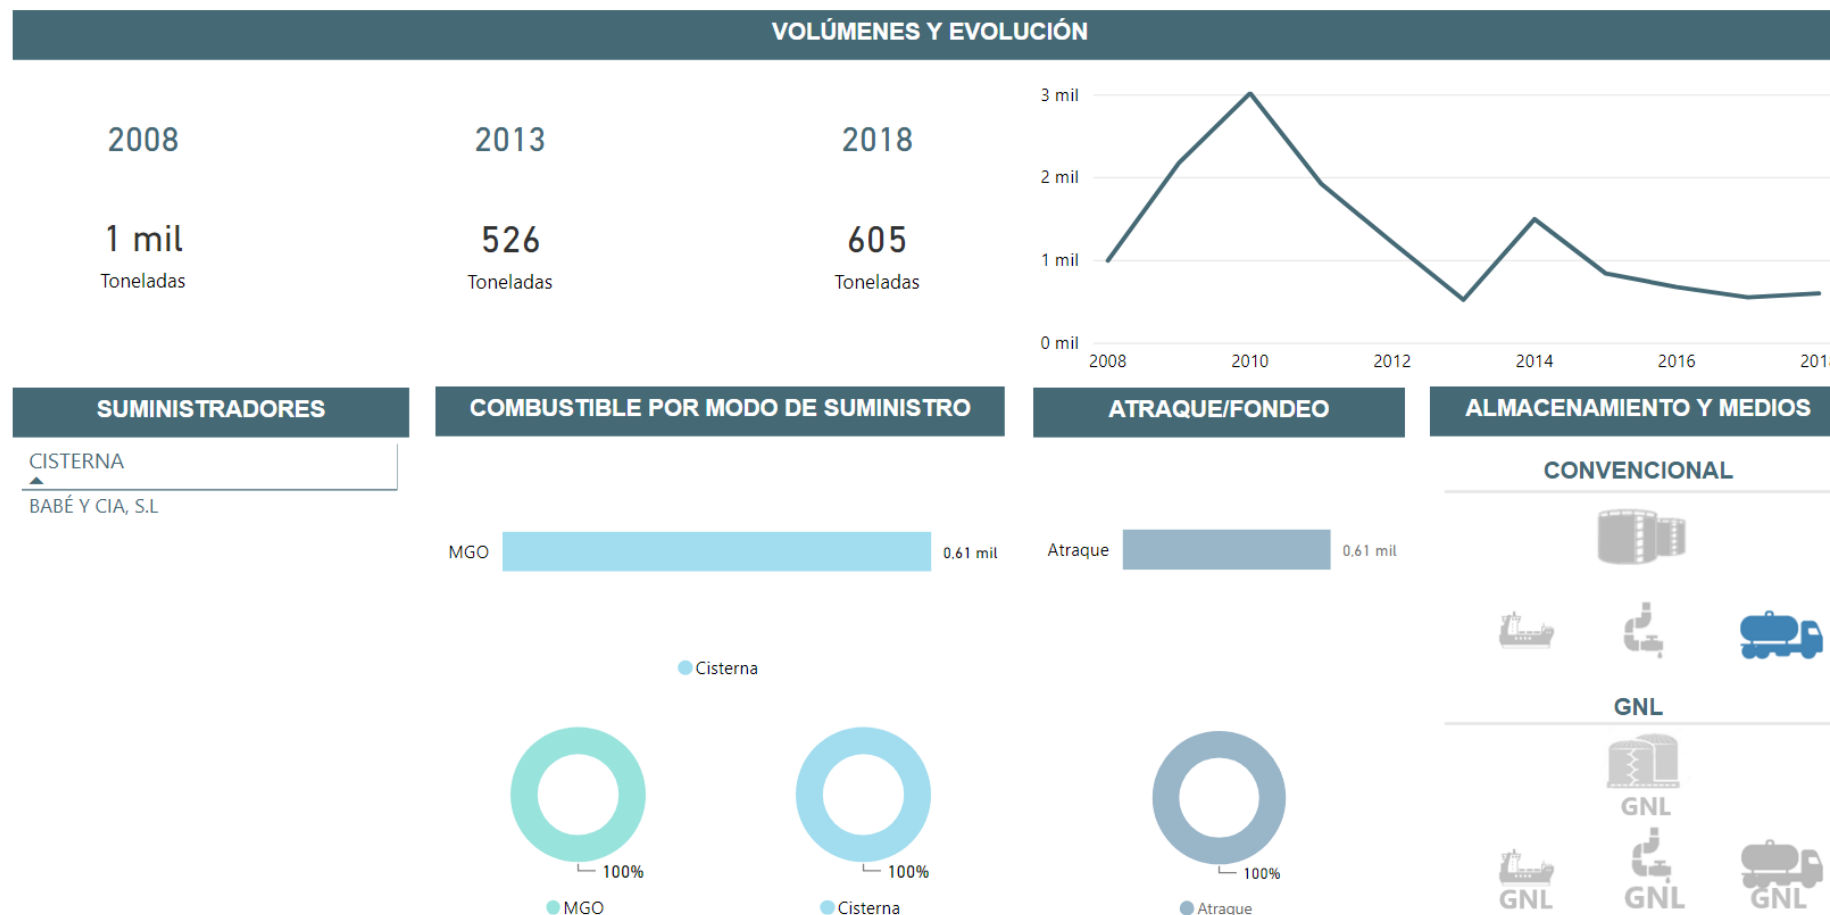 VOLÚMENES Y EVOLUCIÓN
2008
2013
2018
1 mil
Toneladas
526
Toneladas
605
Toneladas
3 mil
2 mil
1 mil
0 mil
2008
2010
2012
2014
2016
201
SUMINISTRADORES
CISTERNA
BABÉ Y CIA, S.L
COMBUSTIBLE POR MODO DE SUMINISTRO
MGO
0,61 mil
Cisterna
100%
MGO
100%
Cisterna
ATRAQUE/FONDEO
Atraque
0,61 mil
100%
Atraque
ALMACENAMIENTO Y MEDIOS
CONVENCIONAL
GNL
GNL
GNL
GNL
GNL